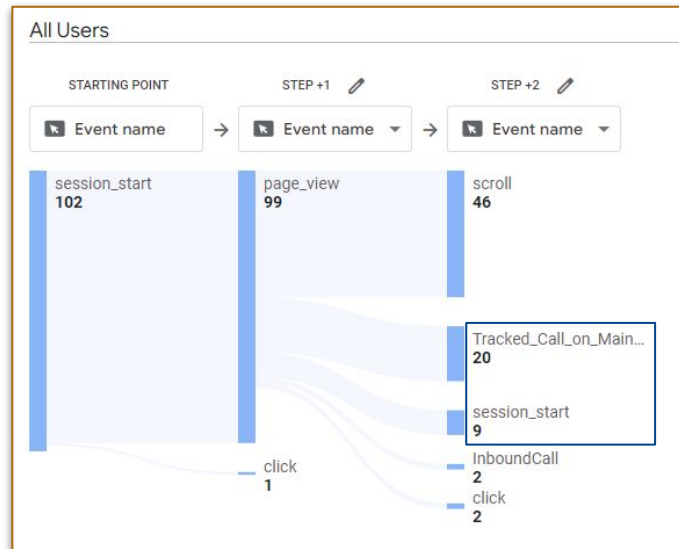 All Users
STARTING POINT
STEP +1
STEP +2
Event name
Event name
Event name
session_start
102
page_view
99
scroll
46
Tracked_Call_on_Main...
20
session_start
9
InboundCall
2
click
1
click
2